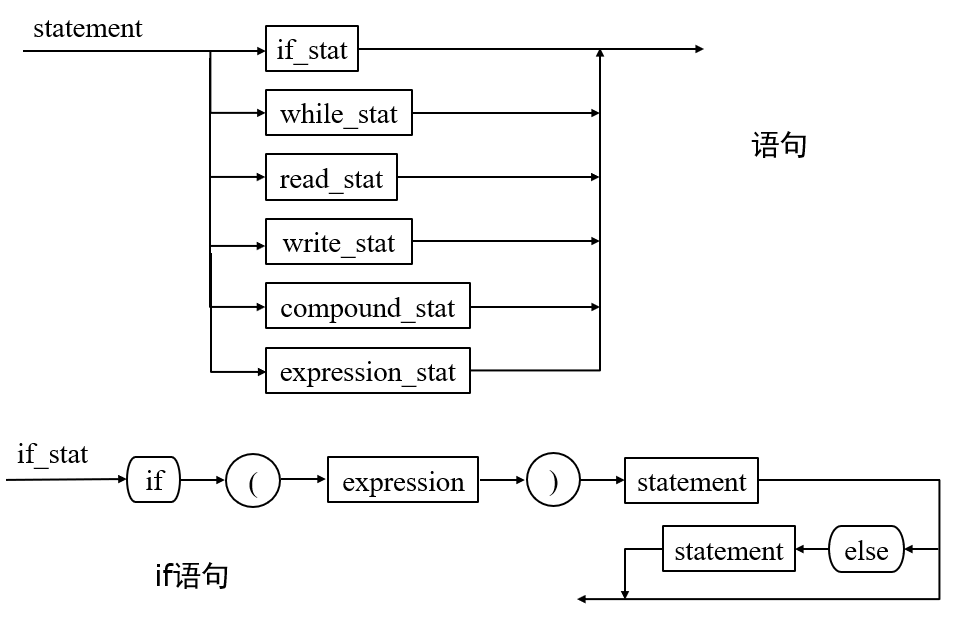 statement
if_stat
while_stat
语句
read_stat
write_stat
compound_stat
expression_stat
if_stat
if ( expression ) statement
statement else
if语句